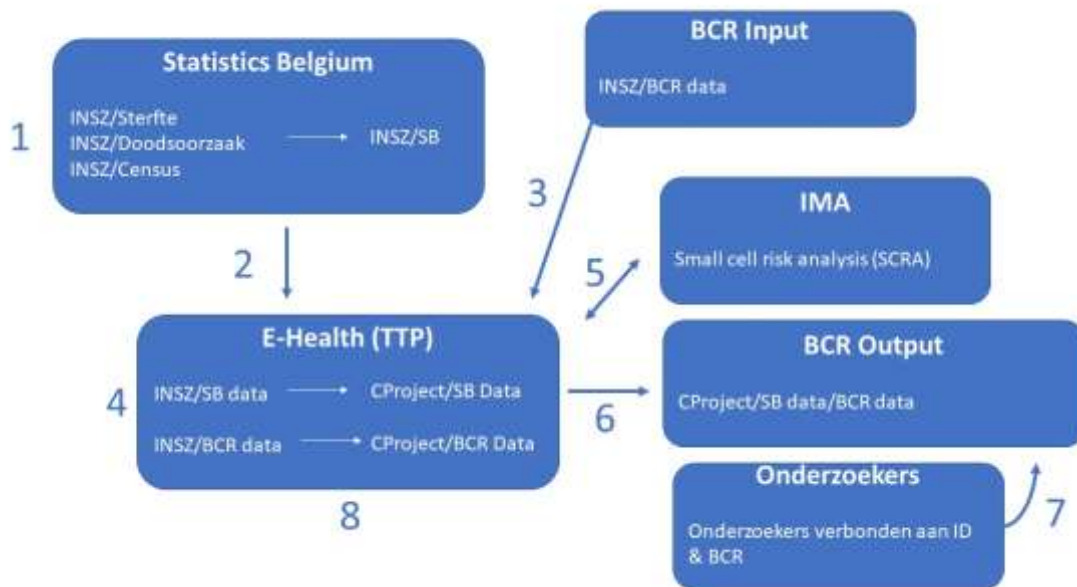 Statistics Belgium
1
INSZ/Sterfte
INSZ/Doodsoorzaak
INSZ/Census
INSZ/SB
BCR Input
INSZ/BCR data
2
3
IMA
Small cell risk analysis (SCRA)
5
E-Health (TTP)
4
INSZ/SB data
CProject/SB Data
INSZ/BCR data
CProject/BCR Data
6
BCR Output
CProject/SB data/BCR data
8
Onderzoekers
Onderzoekers verbonden aan ID
& BCR
7